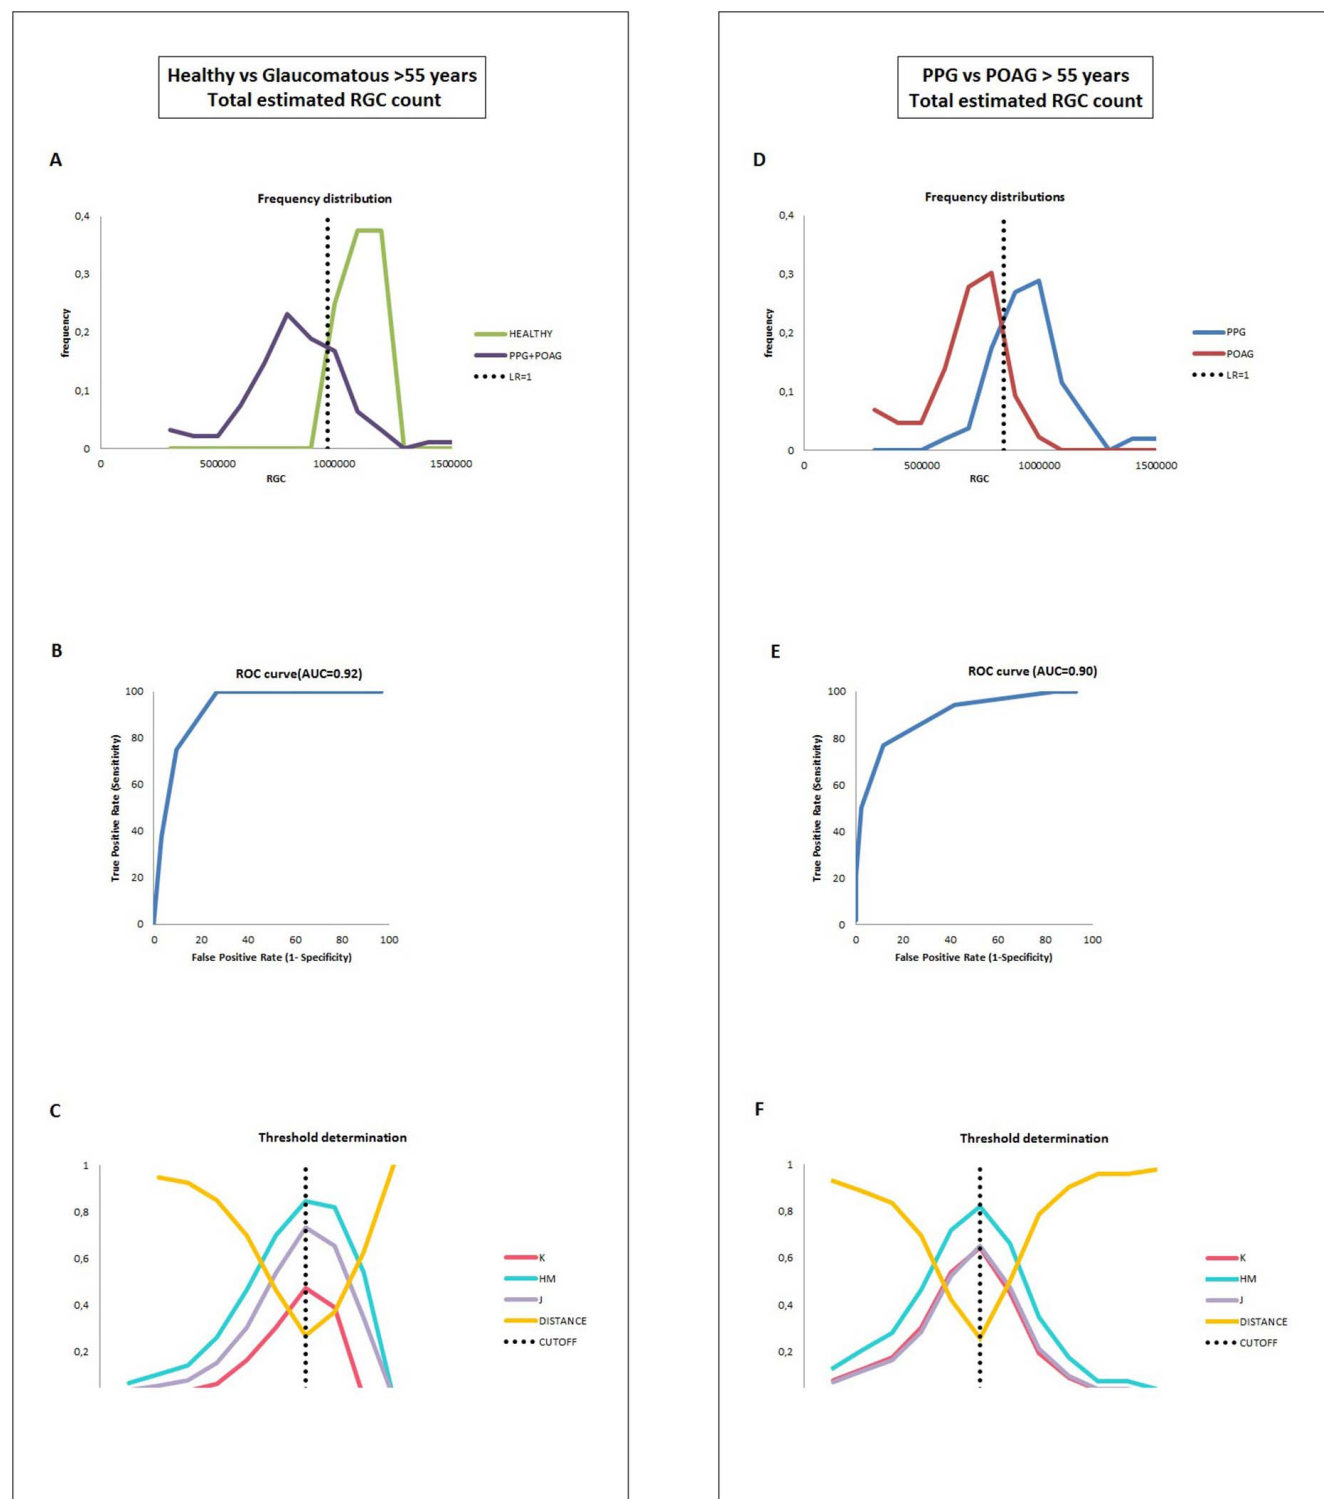 Healthy vs Glaucomatous >55 years
Total estimated RGC count
A
Frequency distribution
0,4
0,3
0,2
0,1
0
frequency
0
500000
1000000
1500000
RGC
HEALTHY
PPG+POAG
LR=1
B
ROC curve(AUC=0.92)
100
80
60
40
20
0
True Positive Rate (Sensitivity)
0
20
40
60
80
100
False Positive Rate (1- Specificity)
C
Threshold determination
1
0,8
0,6
0,4
0,2
K
HM
J
DISTANCE
CUTOFF
PPG vs POAG > 55 years
Total estimated RGC count
D
Frequency distributions
0,4
0,3
0,2
0,1
0
frequency
0
500000
1000000
1500000
RGC
PPG
POAG
LR=1
E
ROC curve (AUC=0.90)
100
80
60
40
20
0
True Positive Rate (Sensitivity)
0
20
40
60
80
100
False Positive Rate (1-Specificity)
F
Threshold determination
1
0,8
0,6
0,4
0,2
K
HM
J
DISTANCE
CUTOFF